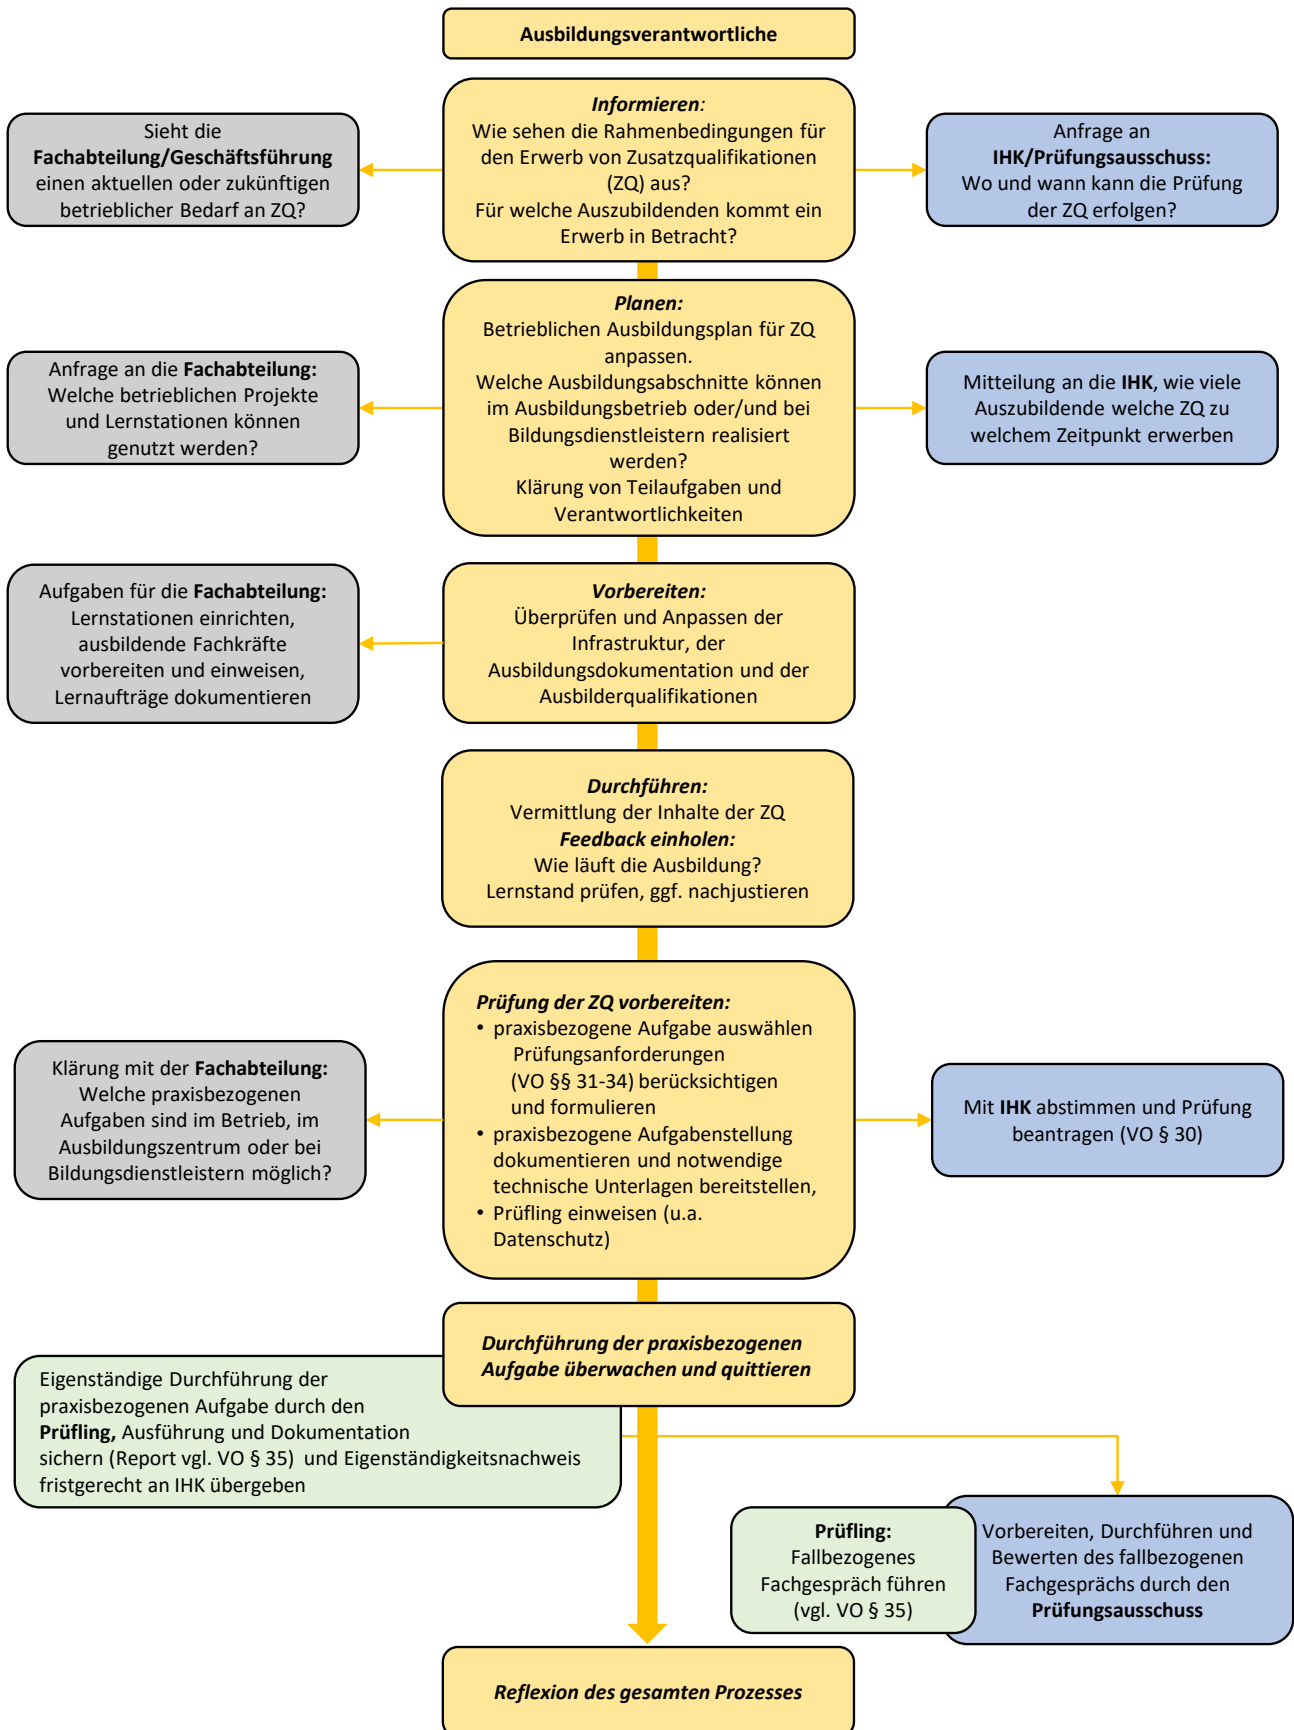 Ausbildungsverantwortliche
Informieren:
Wie sehen die Rahmenbedingungen für
den Erwerb von Zusatzqualifikationen
(ZQ) aus?
Für welche Auszubildenden kommt ein
Erwerb in Betracht?
Sieht die
Fachabteilung/Geschäftsführung
einen aktuellen oder zukünftigen
betrieblicher Bedarf an ZQ?
Anfrage an
IHK/Prüfungsausschuss:
Wo und wann kann die Prüfung
der ZQ erfolgen?
Planen:
Betrieblichen Ausbildungsplan für ZQ
anpassen.
Welche Ausbildungsabschnitte können
im Ausbildungsbetrieb oder/und bei
Bildungsdienstleistern realisiert
werden?
Klärung von Teilaufgaben und
Verantwortlichkeiten
Anfrage an die Fachabteilung:
Welche betrieblichen Projekte
und Lernstationen können
genutzt werden?
Mitteilung an die IHK, wie viele
Auszubildende welche ZQ zu
welchem Zeitpunkt erwerben
Vorbereiten:
Überprüfen und Anpassen der
Infrastruktur, der
Ausbildungsdokumentation und der
Ausbilderqualifikationen
Aufgaben für die Fachabteilung:
Lernstationen einrichten,
ausbildende Fachkräfte
vorbereiten und einweisen,
Lernaufträge dokumentieren
Durchführen:
Vermittlung der Inhalte der ZQ
Feedback einholen:
Wie läuft die Ausbildung?
Lernstand prüfen, ggf. nachjustieren
Prüfung der ZQ vorbereiten:
• praxisbezogene Aufgabe auswählen
Prüfungsanforderungen
(VO §§ 31-34) berücksichtigen
und formulieren
• praxisbezogene Aufgabenstellung
dokumentieren und notwendige
technische Unterlagen bereitstellen,
• Prüfling einweisen (u.a.
Datenschutz)
Klärung mit der Fachabteilung:
Welche praxisbezogenen
Aufgaben sind im Betrieb, im
Ausbildungszentrum oder bei
Bildungsdienstleistern möglich?
Mit IHK abstimmen und Prüfung
beantragen (VO § 30)
Durchführung der praxisbezogenen
Aufgabe überwachen und quittieren
Eigenständige Durchführung der
praxisbezogenen Aufgabe durch den
Prüfling, Ausführung und Dokumentation
sichern (Report vgl. VO § 35) und Eigenständigkeitsnachweis
fristgerecht an IHK übergeben
Prüfling:
Fallbezogenes
Fachgespräch führen
(vgl. VO § 35)
Vorbereiten, Durchführen und
Bewerten des fallbezogenen
Fachgesprächs durch den
Prüfungsausschuss
Reflexion des gesamten Prozesses